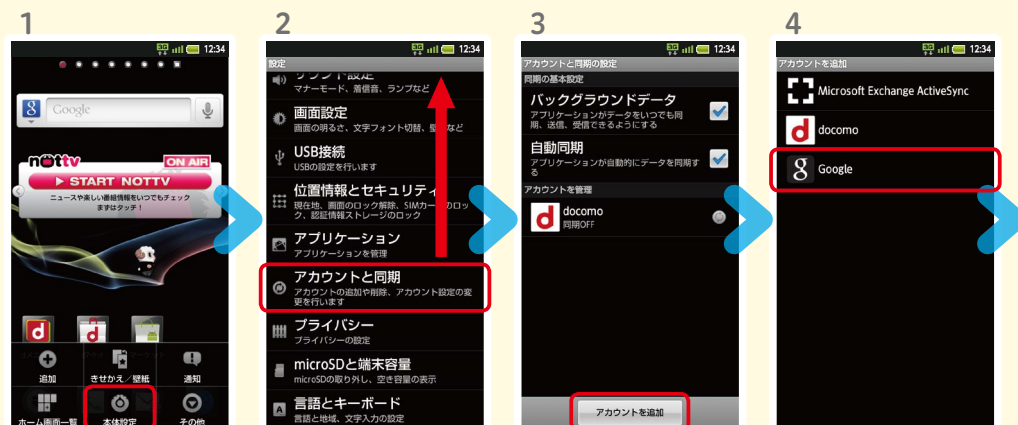 1
3G 12:34
8 Google
nottv ON AIR
START NOTTV
ニュースや楽しい番組情報をいつでもチェック
まずはタッチ！
d d
追加 きせかえ／壁紙 通知
ホーム画面一覧 本体設定 その他
2
3G 12:34
設定
サウンド設定
マナーモード、着信音、ランプなど
画面設定
画面の明るさ、文字フォント切替、など
USB接続
USBの設定を行います
位置情報とセキュリティ
現在地、画面のロック解除、SIMカードのロッ
ク、認証情報ストレージのロック
アプリケーション
アプリケーションを管理
アカウントと同期
アカウントの追加や削除、アカウント設定の変
更を行います
プライバシー
プライバシーの設定
microSDと端末容量
microSDの取り外し、空き容量の表示
A 言語とキーボード
言語と地域、文字入力の設定
3
3G 12:34
アカウントと同期の設定
同期の基本設定
バックグラウンドデータ
アプリケーションがデータをいつでも同
期、送信、受信できるようにする
自動同期
アプリケーションが自動的にデータを同期す
る
アカウントを管理
d docomo
同期OFF
アカウントを追加
4
3G 12:34
アカウントを追加
Microsoft Exchange ActiveSync
d docomo
g Google